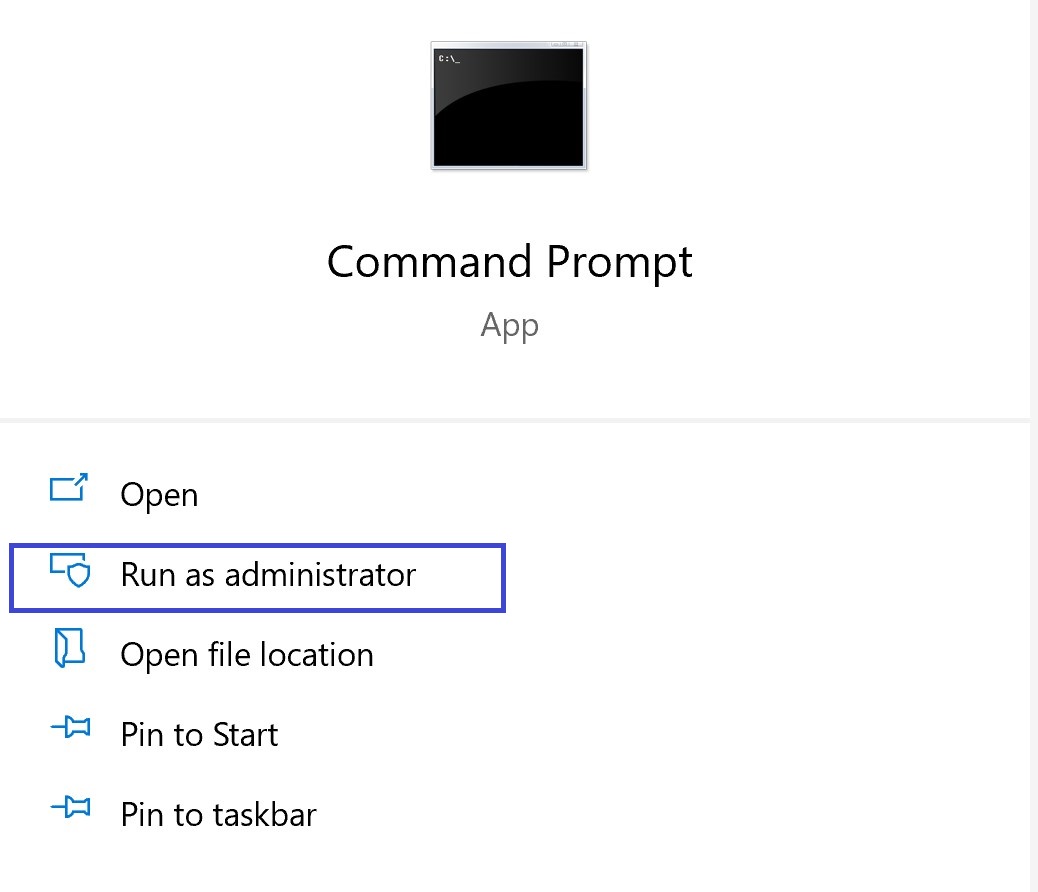 C:\_
Command Prompt
App
Open
Run as administrator
Open file location
Pin to Start
Pin to taskbar